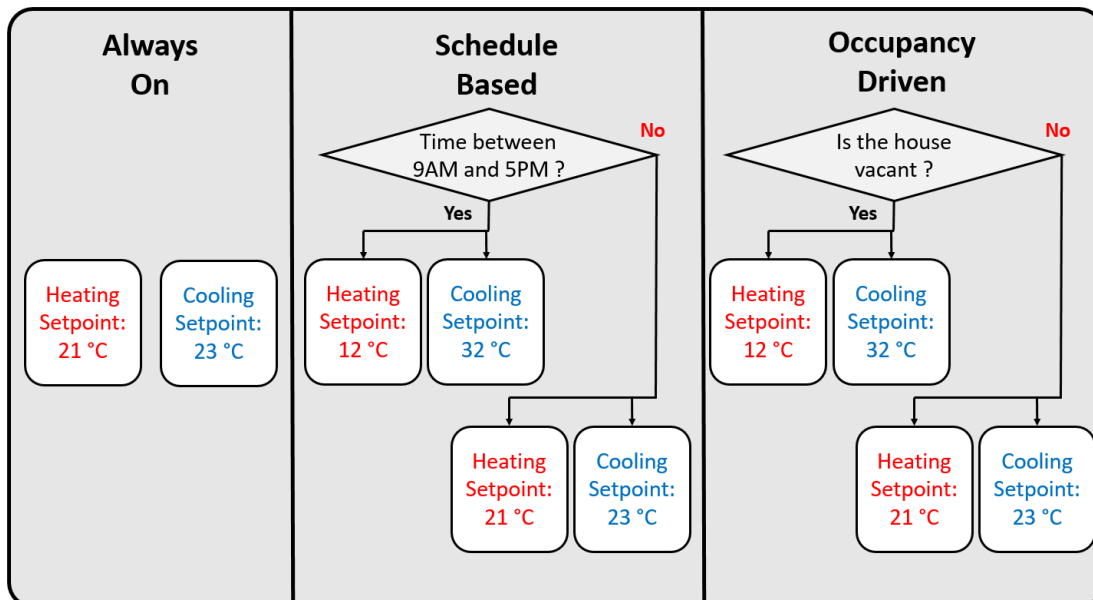 Always
On
Heating
Setpoint:
21 °C
Cooling
Setpoint:
23 °C
Schedule
Based
Time between
9AM and 5PM ?
No
Yes
Heating
Setpoint:
12 °C
Cooling
Setpoint:
32 °C
Heating
Setpoint:
21 °C
Cooling
Setpoint:
23 °C
Occupancy
Driven
Is the house
vacant ?
No
Yes
Heating
Setpoint:
12 °C
Cooling
Setpoint:
32 °C
Heating
Setpoint:
21 °C
Cooling
Setpoint:
23 °C